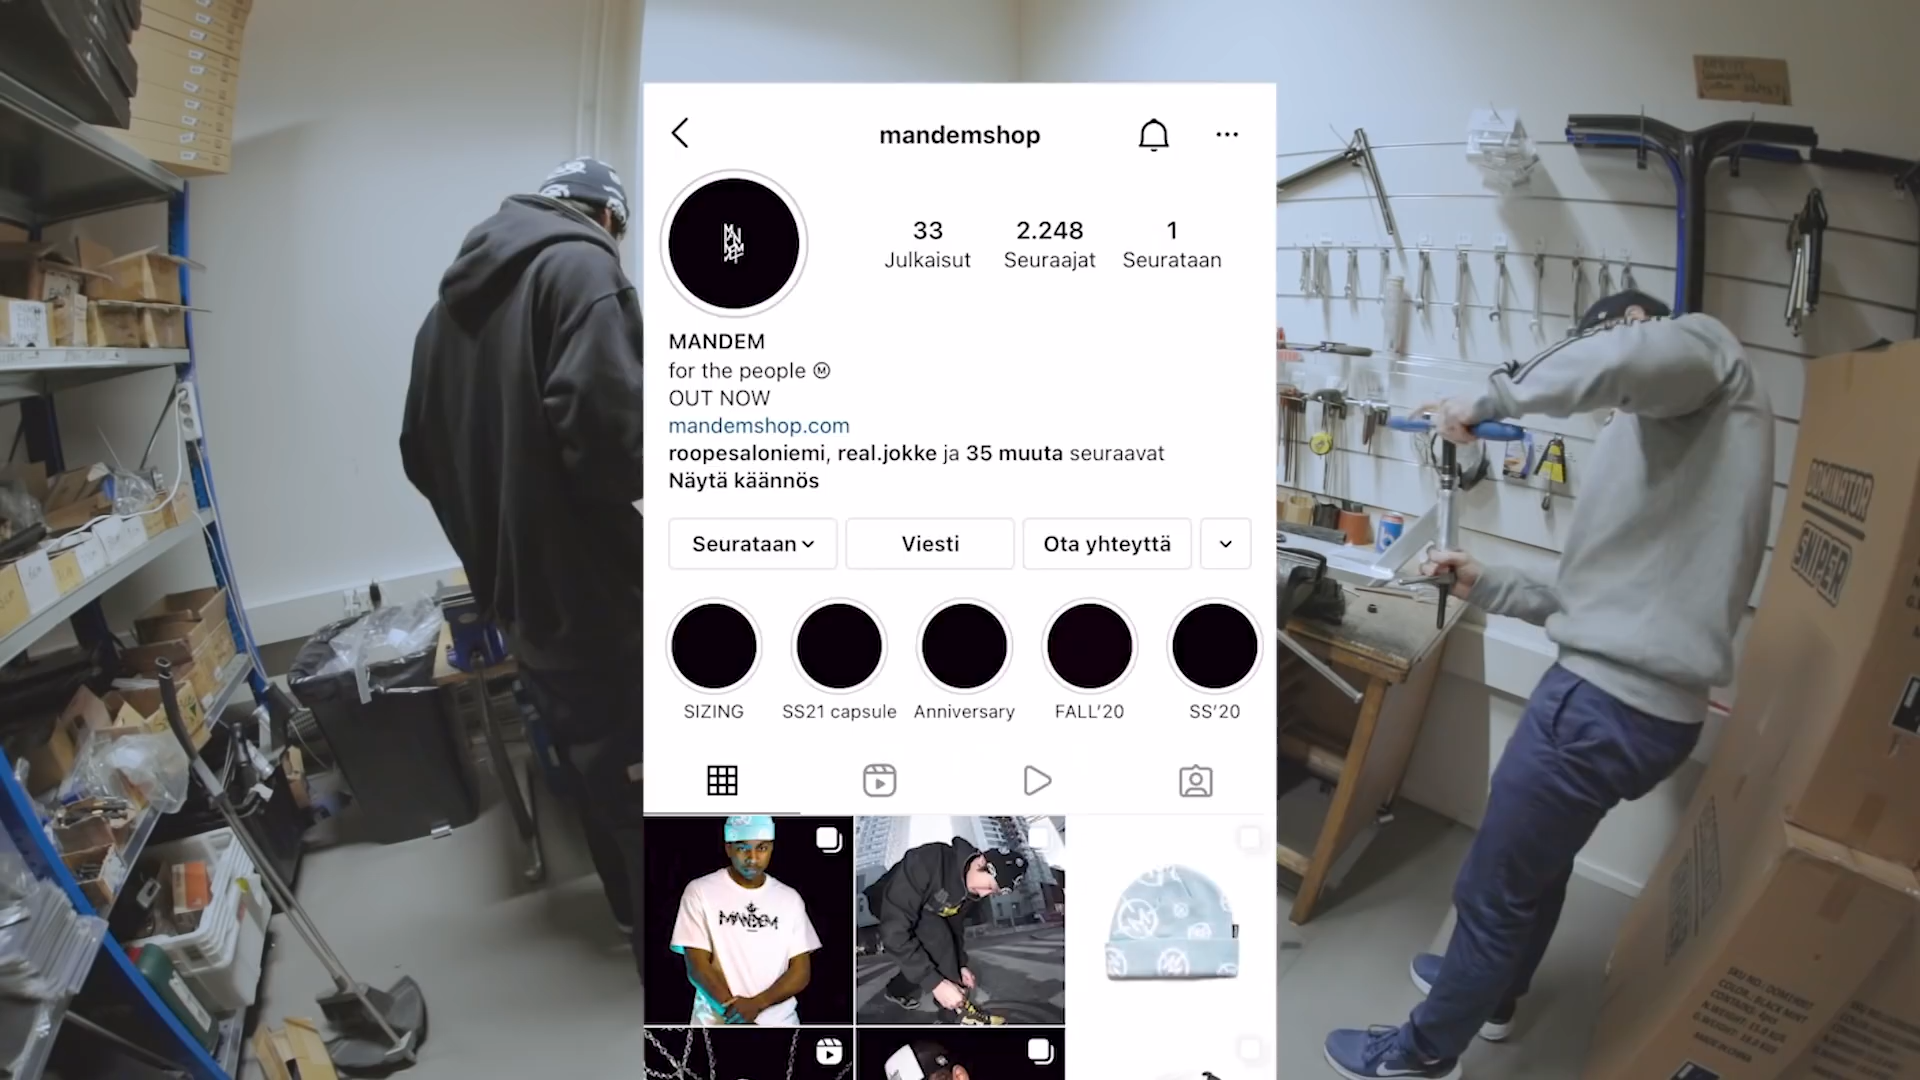 mandemshop
33
Julkaisut
2.248
Seuraajat
1
Seurataan
MANDEM
for the people Ⓜ
OUT NOW
mandemshop.com
roopesaloniemi, real.jokke ja 35 muuta seuraavat
Näytä käännös
Seurataan
Viesti
Ota yhteyttä
SIZING
SS21 capsule
Anniversary
FALL'20
SS'20
MANDEM
DOMINATOR
SNIPER